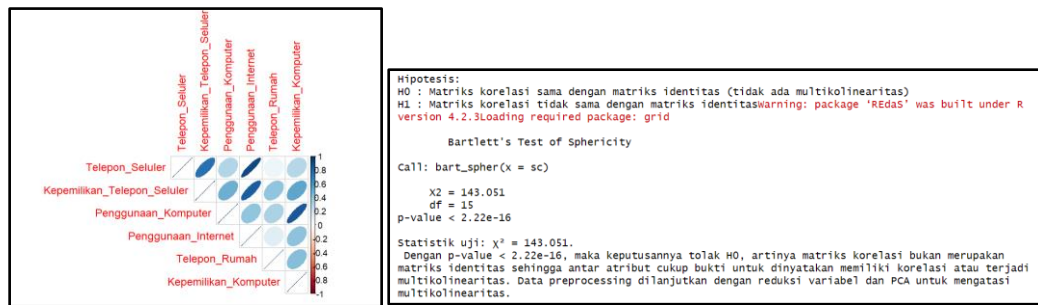 Telepon_Seluler
Kepemilikan_Telepon_Seluler
Penggunaan_Komputer
Penggunaan_Internet
Telepon_Rumah
Kepemilikan_Komputer
Telepon_Seluler
Kepemilikan_Telepon_Seluler
Penggunaan_Komputer
Penggunaan_Internet
Telepon_Rumah
Kepemilikan_Komputer
1
0.8
0.6
0.4
0.2
0
-0.2
-0.4
-0.6
-0.8
-1
Hipotesis:
H0 : Matriks korelasi sama dengan matriks identitas (tidak ada multikolinearitas)
H1 : Matriks korelasi tidak sama dengan matriks identitasWarning: package ‘REdaS’ was built under R
version 4.2.3Loading required package: grid
Bartlett's Test of Sphericity
Call: bart_spher(x = sc)
X2 = 143.051
df = 15
p-value < 2.22e-16
Statistik uji: χ² = 143.051.
Dengan p-value < 2.22e-16, maka keputusannya tolak H0, artinya matriks korelasi bukan merupakan
matriks identitas sehingga antar atribut cukup bukti untuk dinyatakan memiliki korelasi atau terjadi
multikolinearitas. Data preprocessing dilanjutkan dengan reduksi variabel dan PCA untuk mengatasi
multikolinearitas.